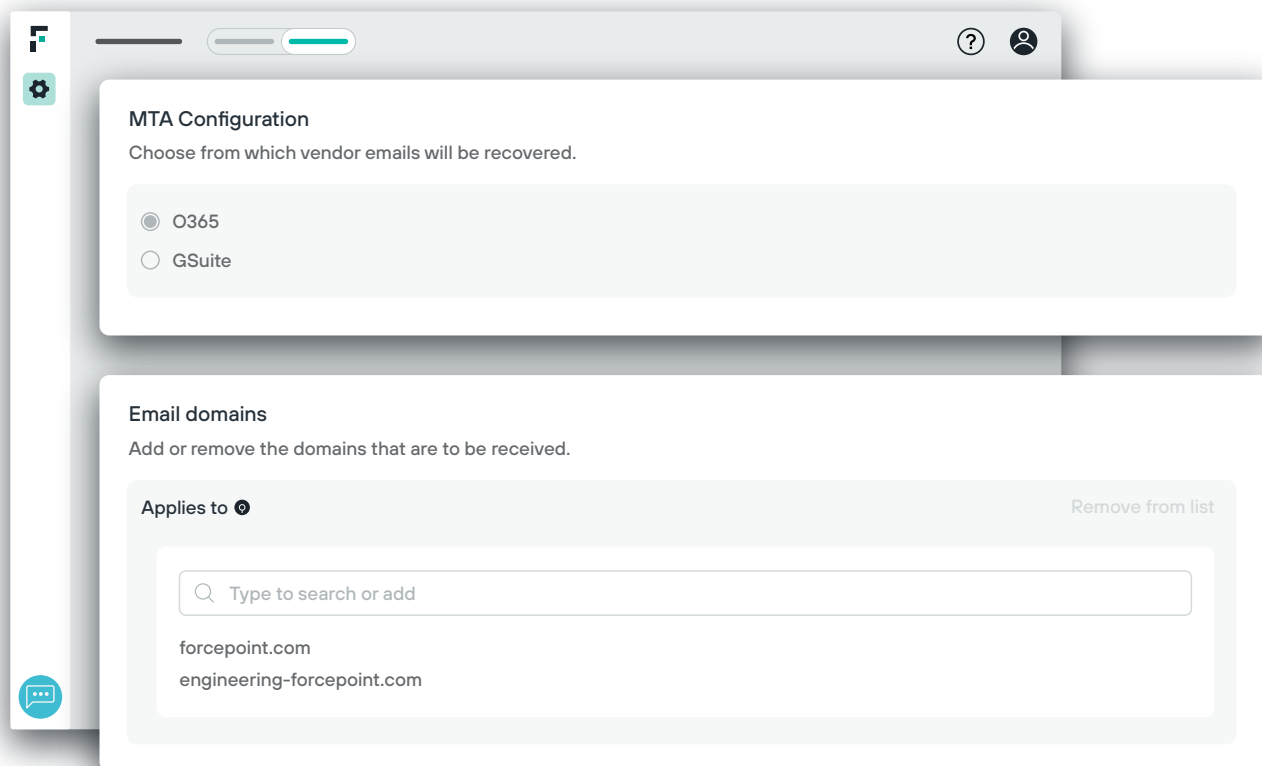 MTA Configuration
Choose from which vendor emails will be recovered.
O365
GSuite
Email domains
Add or remove the domains that are to be received.
Applies to
Remove from list
Type to search or add
forcepoint.com
engineering-forcepoint.com